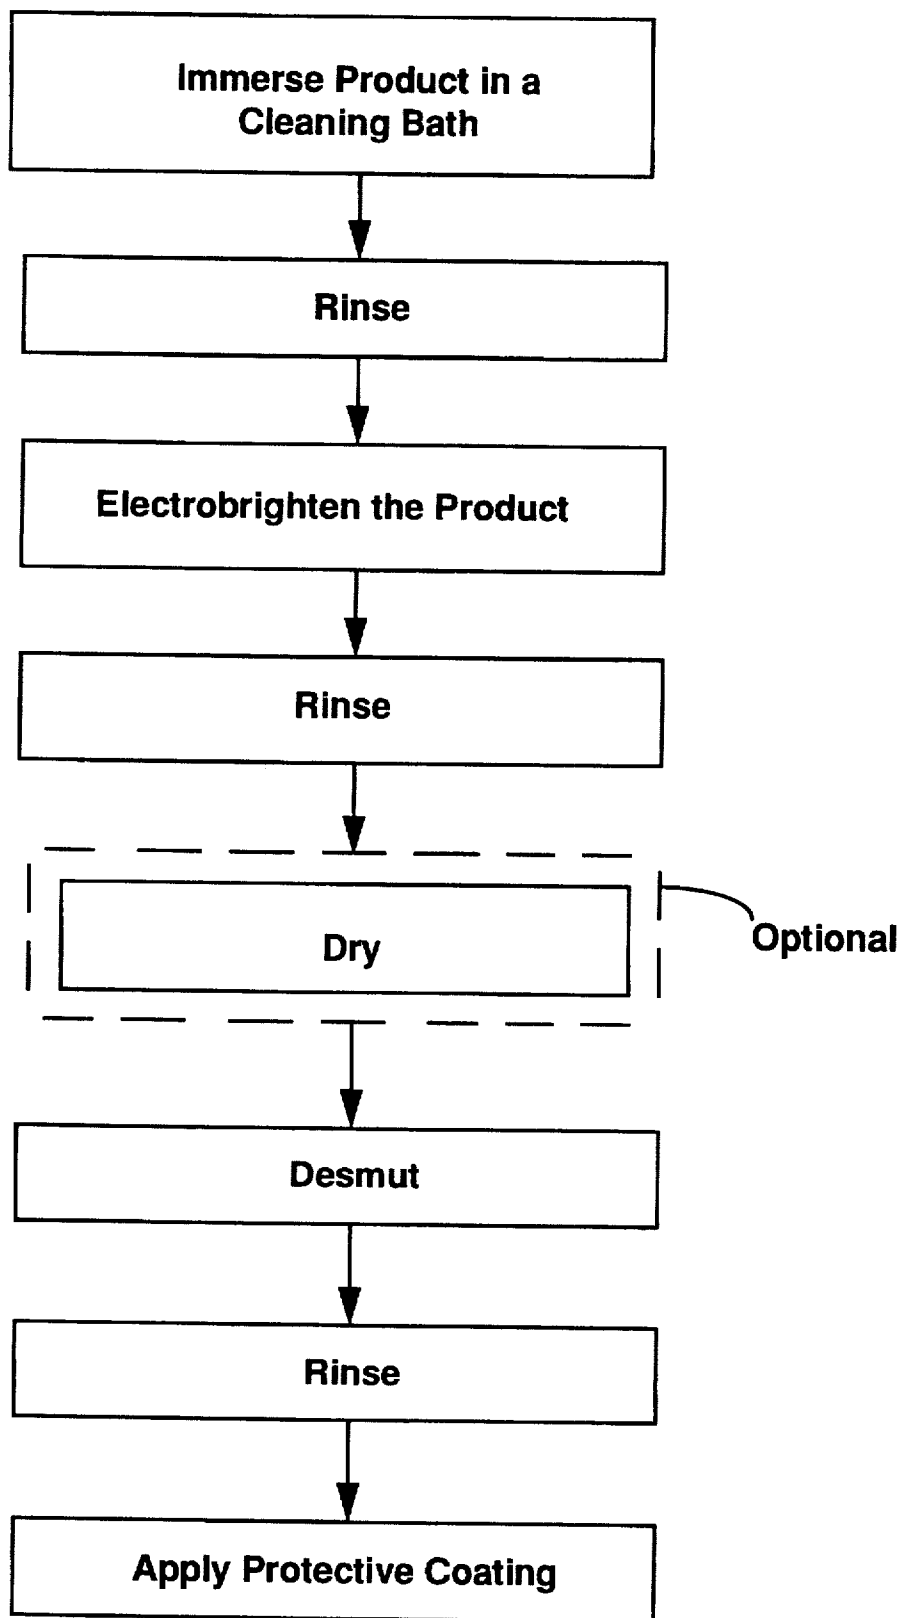 Immerse Product in a
Cleaning Bath
Rinse
Electrobrighten the Product
Rinse
Dry
Optional
Desmut
Rinse
Apply Protective Coating